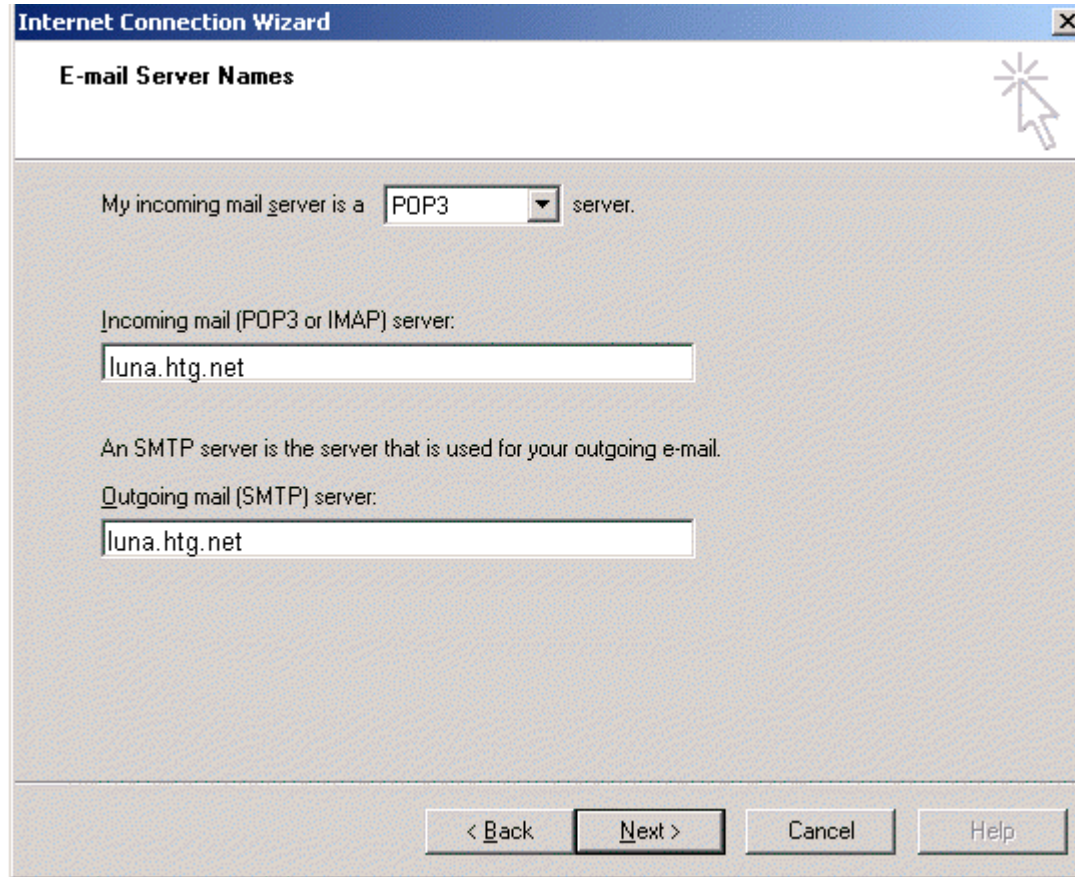 Internet Connection Wizard
E-mail Server Names
My incoming mail server is a POP3 server.
Incoming mail (POP3 or IMAP) server:
luna.htg.net
An SMTP server is the server that is used for your outgoing e-mail.
Outgoing mail (SMTP) server:
luna.htg.net
< Back Next > Cancel Help